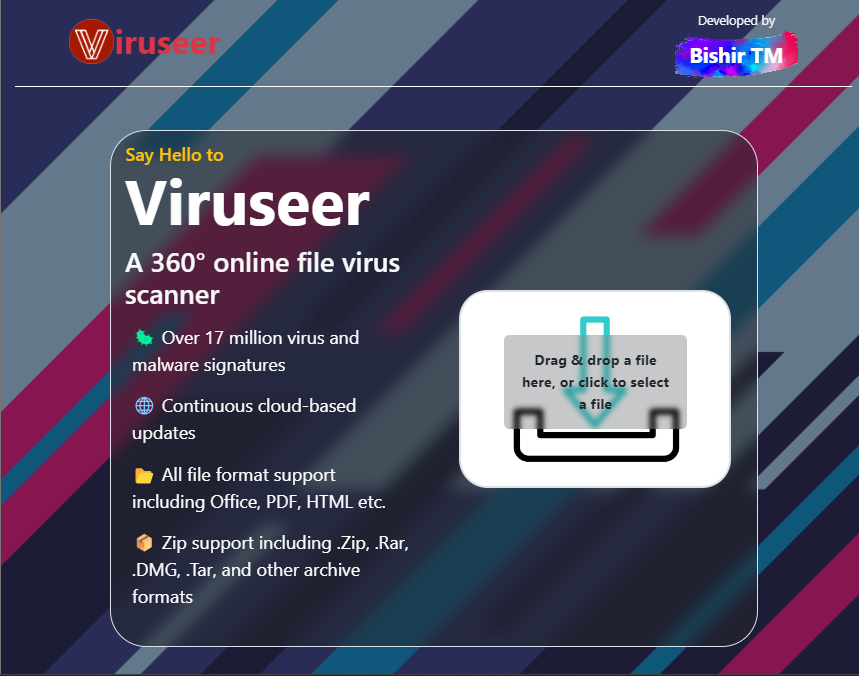 Developed by
Viruseer
Bishir TM
Say Hello to
Viruseer
A 360° online file virus
scanner
Over 17 million virus and
malware signatures
Continuous cloud-based
updates
All file format support
including Office, PDF, HTML etc.
Zip support including .Zip, .Rar,
.DMG, .Tar, and other archive
formats
Drag & drop a file
here, or click to select
a file